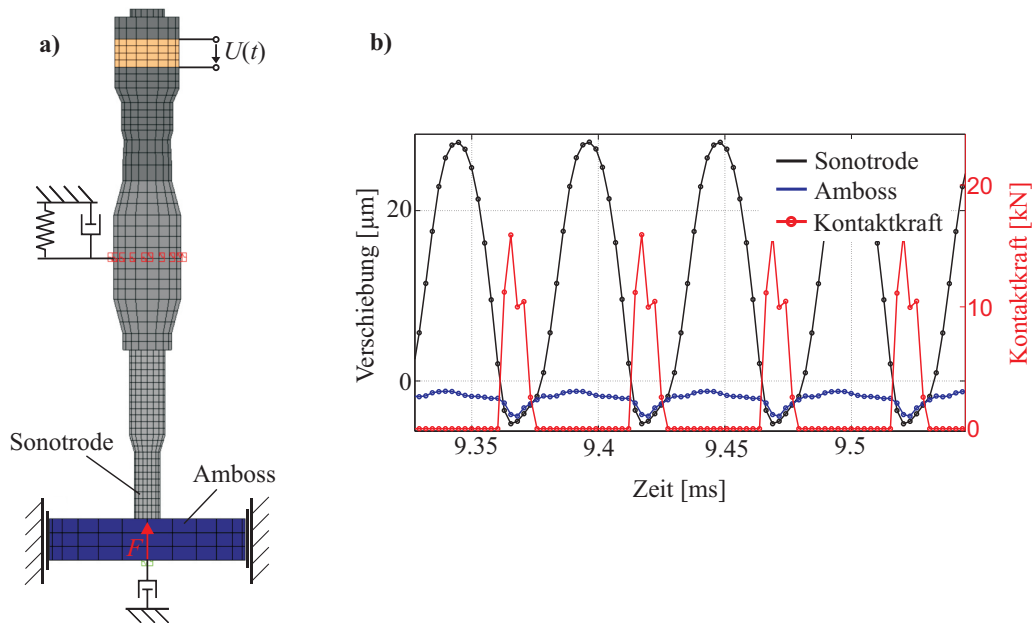 a)
U(t)
Sonotrode
Amboss
F
b)
Verschiebung [µm]
20
0
Sonotrode
Amboss
Kontaktkraft
20
10
0
Kontaktkraft [kN]
9.35
9.4
9.45
9.5
Zeit [ms]